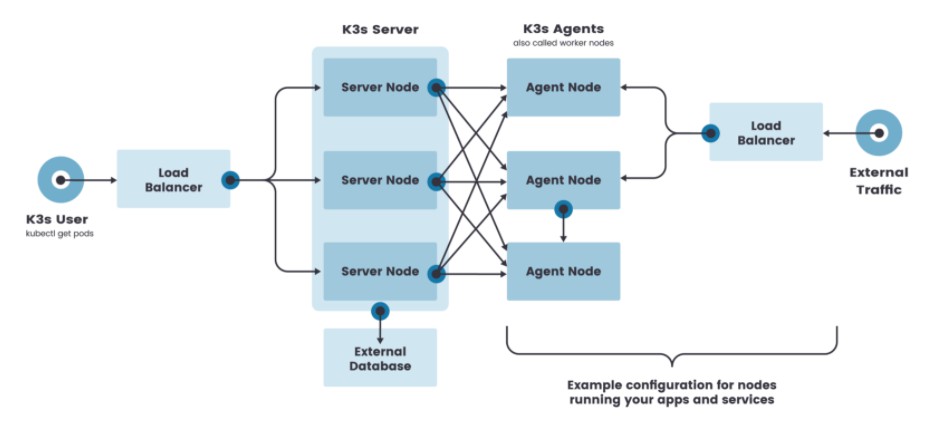 K3s Server
K3s Agents
also called worker nodes
Server Node
Agent Node
Load
Balancer
External
Traffic
Load
Balancer
Server Node
Agent Node
K3s User
kubectl get pods
Server Node
Agent Node
External
Database
Example configuration for nodes
running your apps and services